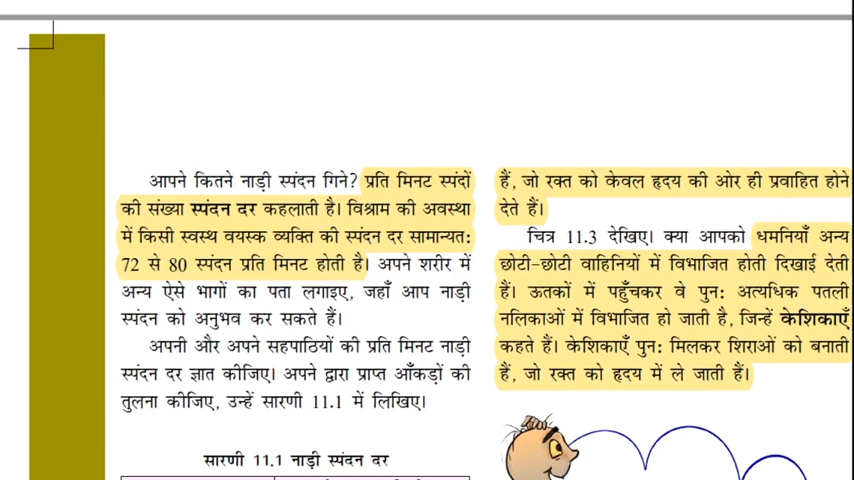 आपने कितने नाड़ी स्पंदन गिने? प्रति मिनट स्पंदों
की संख्या स्पंदन दर कहलाती है। विश्राम की अवस्था
में किसी स्वस्थ वयस्क व्यक्ति की स्पंदन दर सामान्यत:
72 से 80 स्पंदन प्रति मिनट होती है। अपने शरीर में
अन्य ऐसे भागों का पता लगाइए, जहाँ आप नाड़ी
स्पंदन को अनुभव कर सकते हैं।
अपनी और अपने सहपाठियों की प्रति मिनट नाड़ी
स्पंदन दर ज्ञात कीजिए। अपने द्वारा प्राप्त आँकड़ों की
तुलना कीजिए, उन्हें सारणी 11.1 में लिखिए।
सारणी 11.1 नाड़ी स्पंदन दर
हैं, जो रक्त को केवल हृदय की ओर ही प्रवाहित होने
देते हैं।
चित्र 11.3 देखिए। क्या आपको धमनियाँ अन्य
छोटी-छोटी वाहिनियों में विभाजित होती दिखाई देती
हैं। ऊतकों में पहुँचकर वे पुन: अत्यधिक पतली
नलिकाओं में विभाजित हो जाती है, जिन्हें केशिकाएँ
कहते हैं। केशिकाएँ पुन: मिलकर शिराओं को बनाती
हैं, जो रक्त को हृदय में ले जाती हैं।